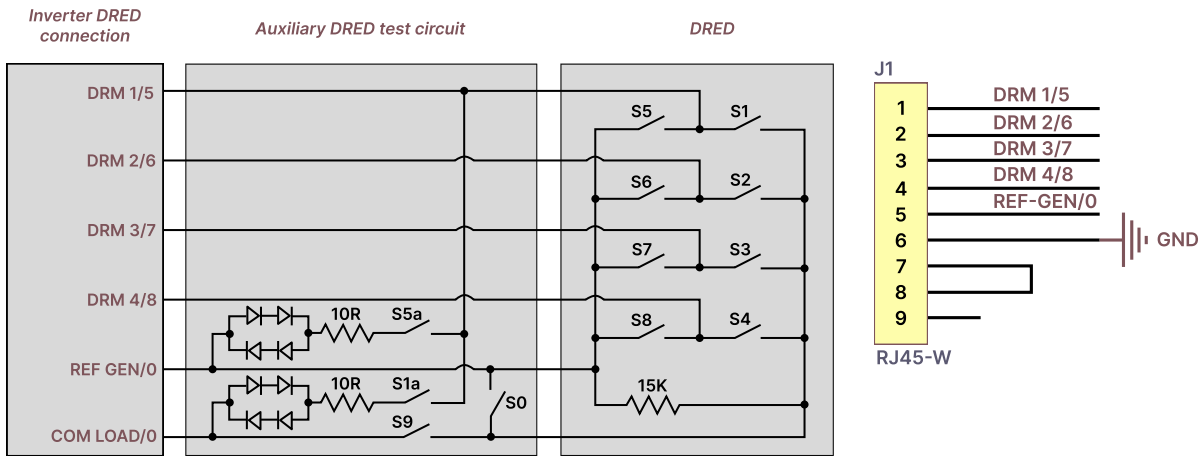 Inverter DRED
connection
Auxiliary DRED test circuit
DRED
DRM 1/5
DRM 2/6
DRM 3/7
DRM 4/8
REF GEN/0
COM LOAD/0
10R
S5a
10R
S1a
S9
S0
S5
S1
S6
S2
S7
S3
S8
S4
15K
J1
1
DRM 1/5
2
DRM 2/6
3
DRM 3/7
4
DRM 4/8
5
REF-GEN/0
6
GND
7
8
9
RJ45-W